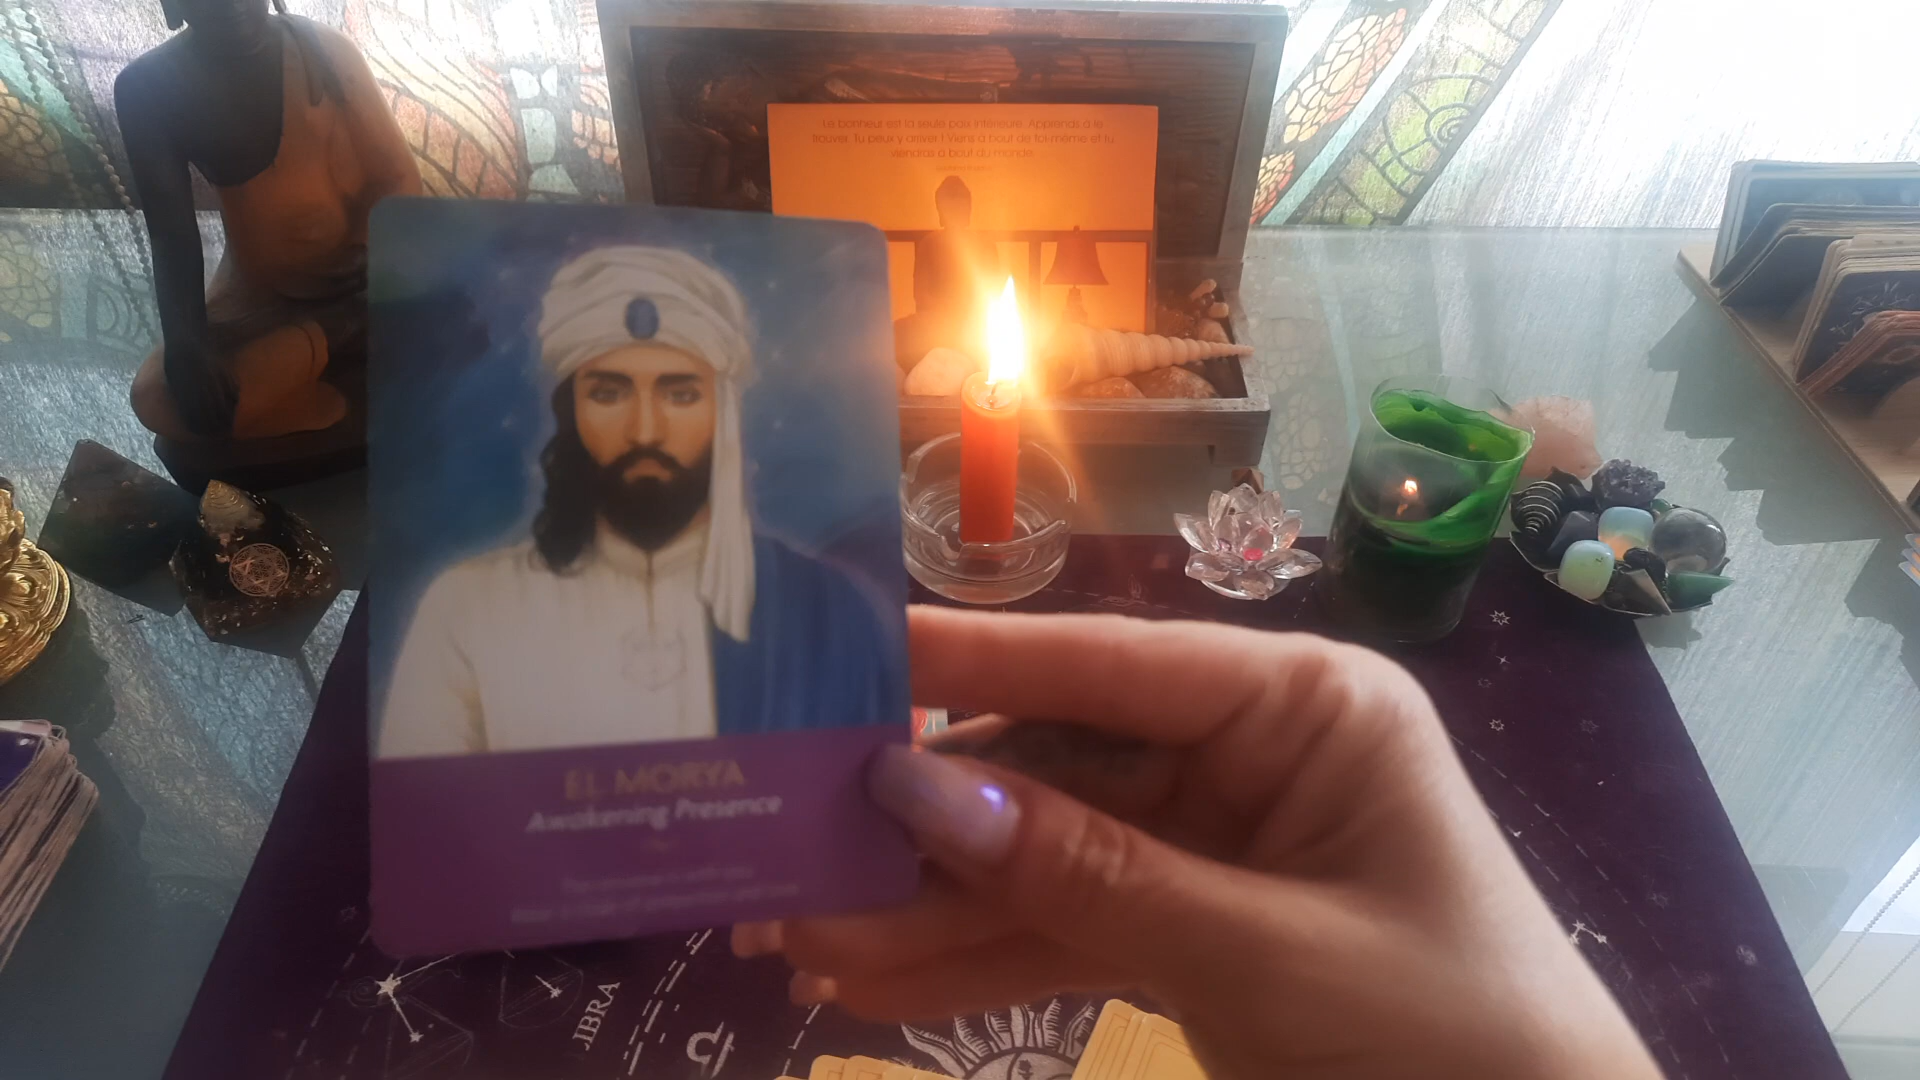 Le bonheur est la seule paix intérieure. Apprends à le
trouver. Tu peux y arriver ! Viens à bout de toi-même et tu
viendras à bout du monde.
EL MORYA
Awakening Presence
LIBRA